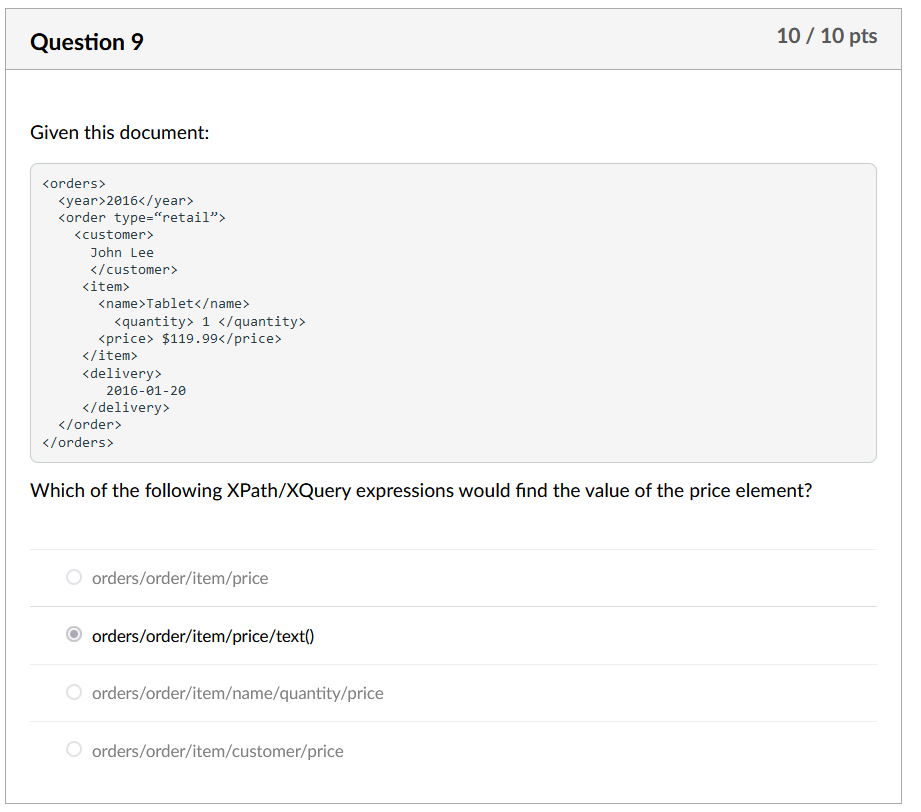 Question 9
10 / 10 pts
Given this document:
<orders>
  <year>2016</year>
  <order type=“retail”>
    <customer>
      John Lee
      </customer>
     <item>
       <name>Tablet</name>
         <quantity> 1 </quantity>
       <price> $119.99</price>
     </item>
     <delivery>
        2016-01-20
     </delivery>
  </order>
</orders>
Which of the following XPath/XQuery expressions would find the value of the price element?
orders/order/item/price
orders/order/item/price/text()
orders/order/item/name/quantity/price
orders/order/item/customer/price